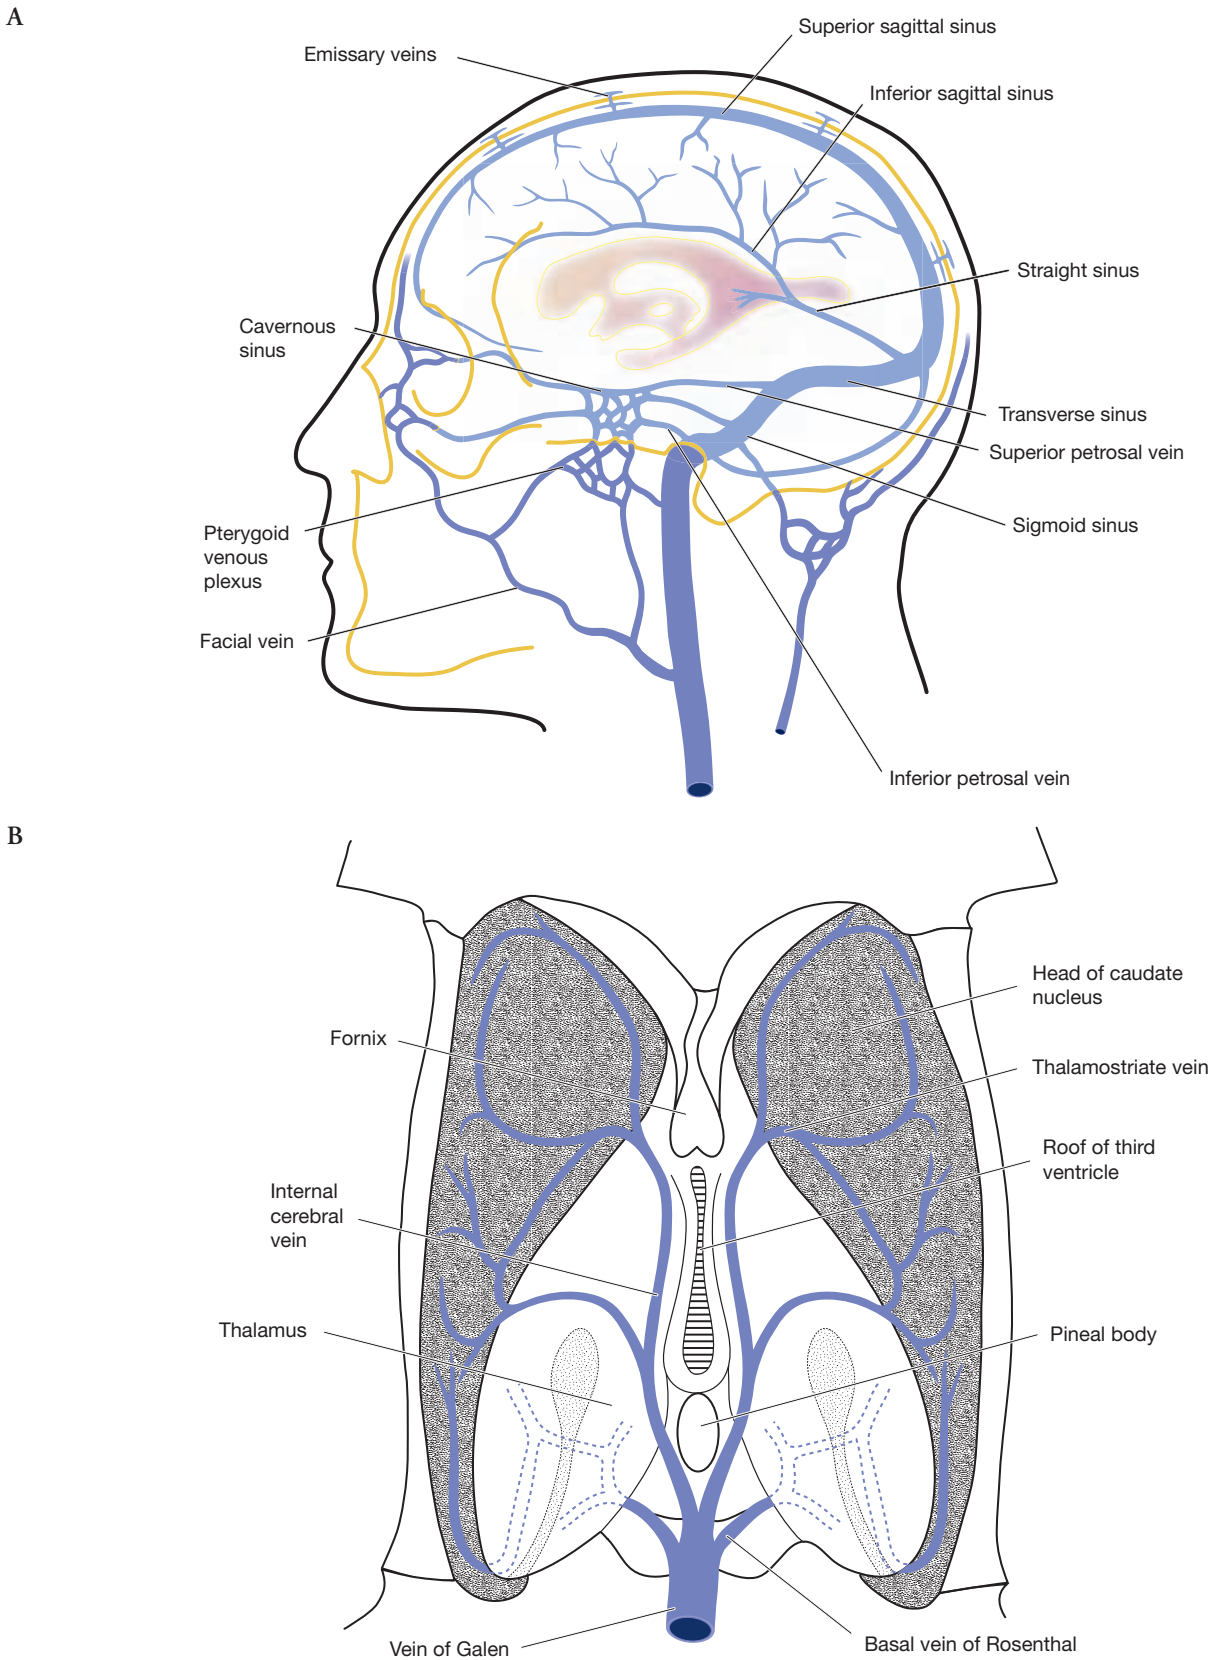 A
Superior sagittal sinus
Emissary veins
Inferior sagittal sinus
Straight sinus
Cavernous
sinus
Transverse sinus
Superior petrosal vein
Sigmoid sinus
Pterygoid
venous
plexus
Facial vein
Inferior petrosal vein
B
Head of caudate
nucleus
Fornix
Thalamostriate vein
Roof of third
ventricle
Internal
cerebral
vein
Thalamus
Pineal body
Vein of Galen
Basal vein of Rosenthal